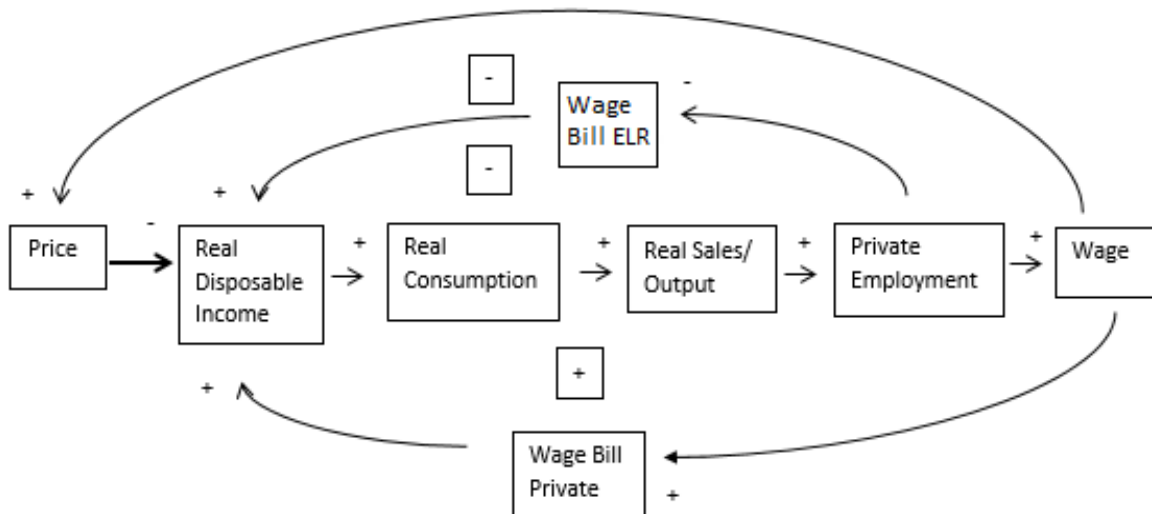 -
-
Wage
Bill ELR
-
+
-
+
Price
Real
Disposable
Income
+
Real
Consumption
+
Real Sales/
Output
+
Private
Employment
+
Wage
+
+
Wage Bill
Private
+